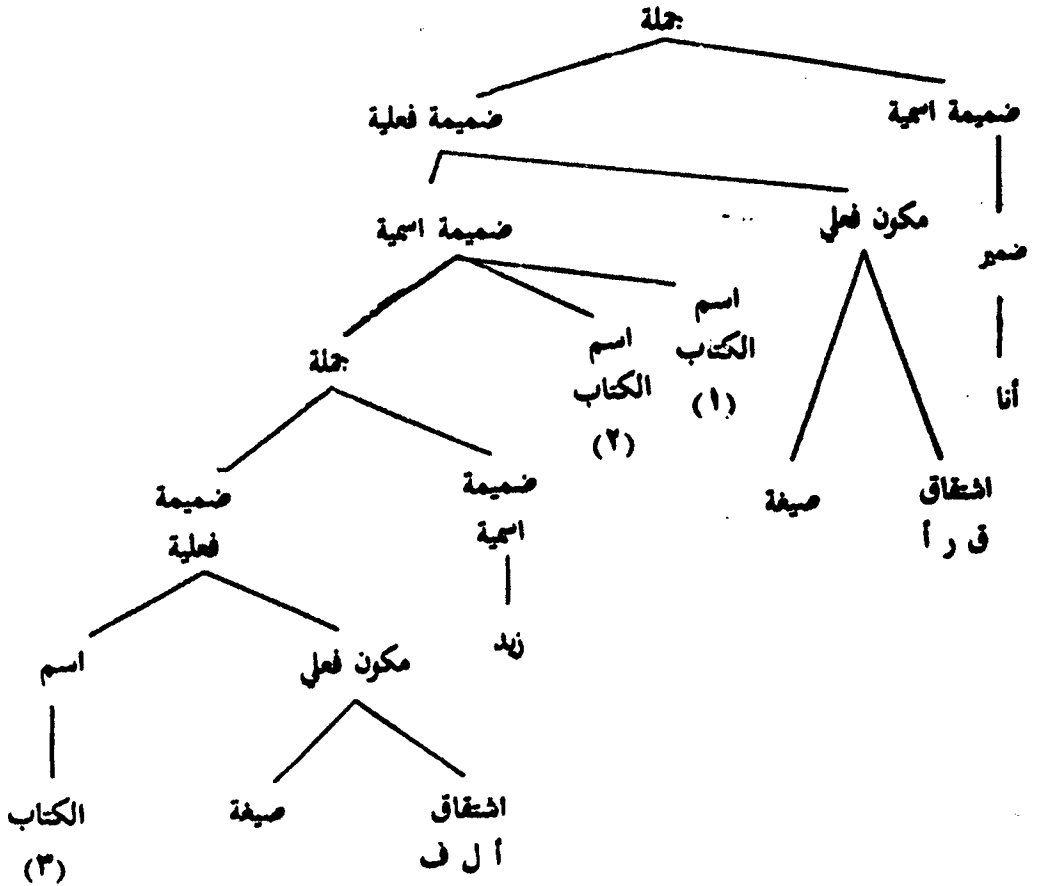 جملة
ضميمة اسمية
ضميمة فعلية
ضمير
أنا
مكون فعلي
اشتقاق
ق ر أ
صيغة
ضميمة اسمية
اسم
الكتاب
(١)
اسم
الكتاب
(٢)
جملة
ضميمة
اسمية
زيد
ضميمة
فعلية
مكون فعلي
اشتقاق
أ ل ف
صيغة
اسم
الكتاب
(٣)